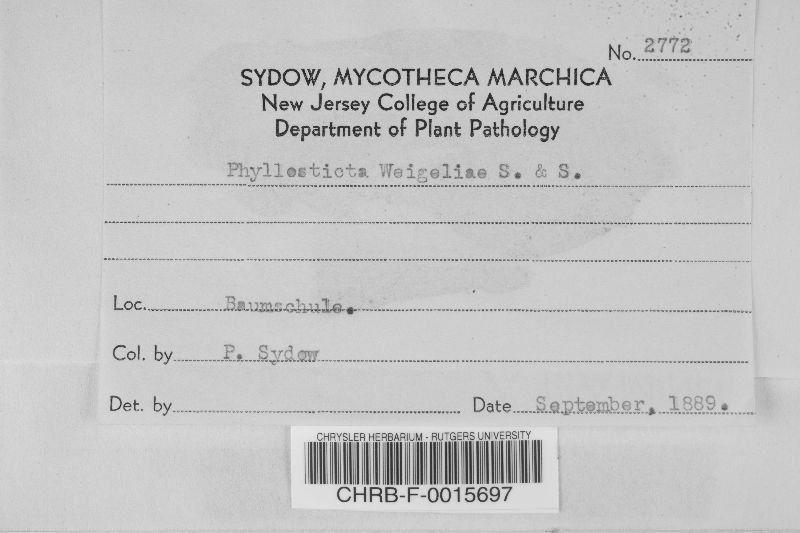 No. 2772
SYDOW, MYCOTHECA MARCHICA
New Jersey College of Agriculture
Department of Plant Pathology
Phyllosticta Weigeliae S. & S.
Loc. Baumschule.
Col. by P. Sydow
Det. by Date September, 1889.
CHRYSLER HERBARIUM - RUTGERS UNIVERSITY
CHRB-F-0015697